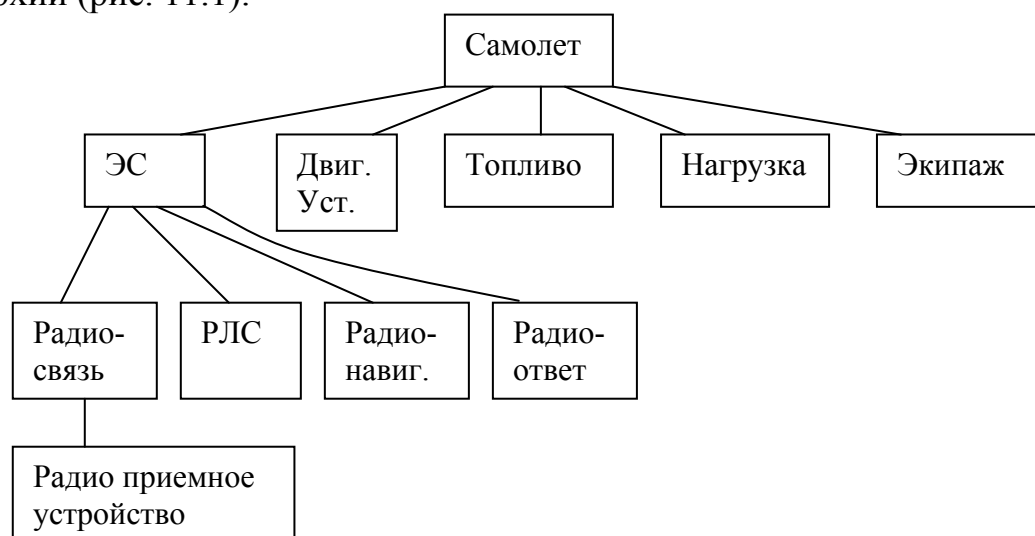 (рис. 11.1).
Самолет
ЭС
Двиг.
Уст.
Топливо
Нагрузка
Экипаж
Радио-
связь
РЛС
Радио-
навиг.
Радио-
ответ
Радио приемное
устройство